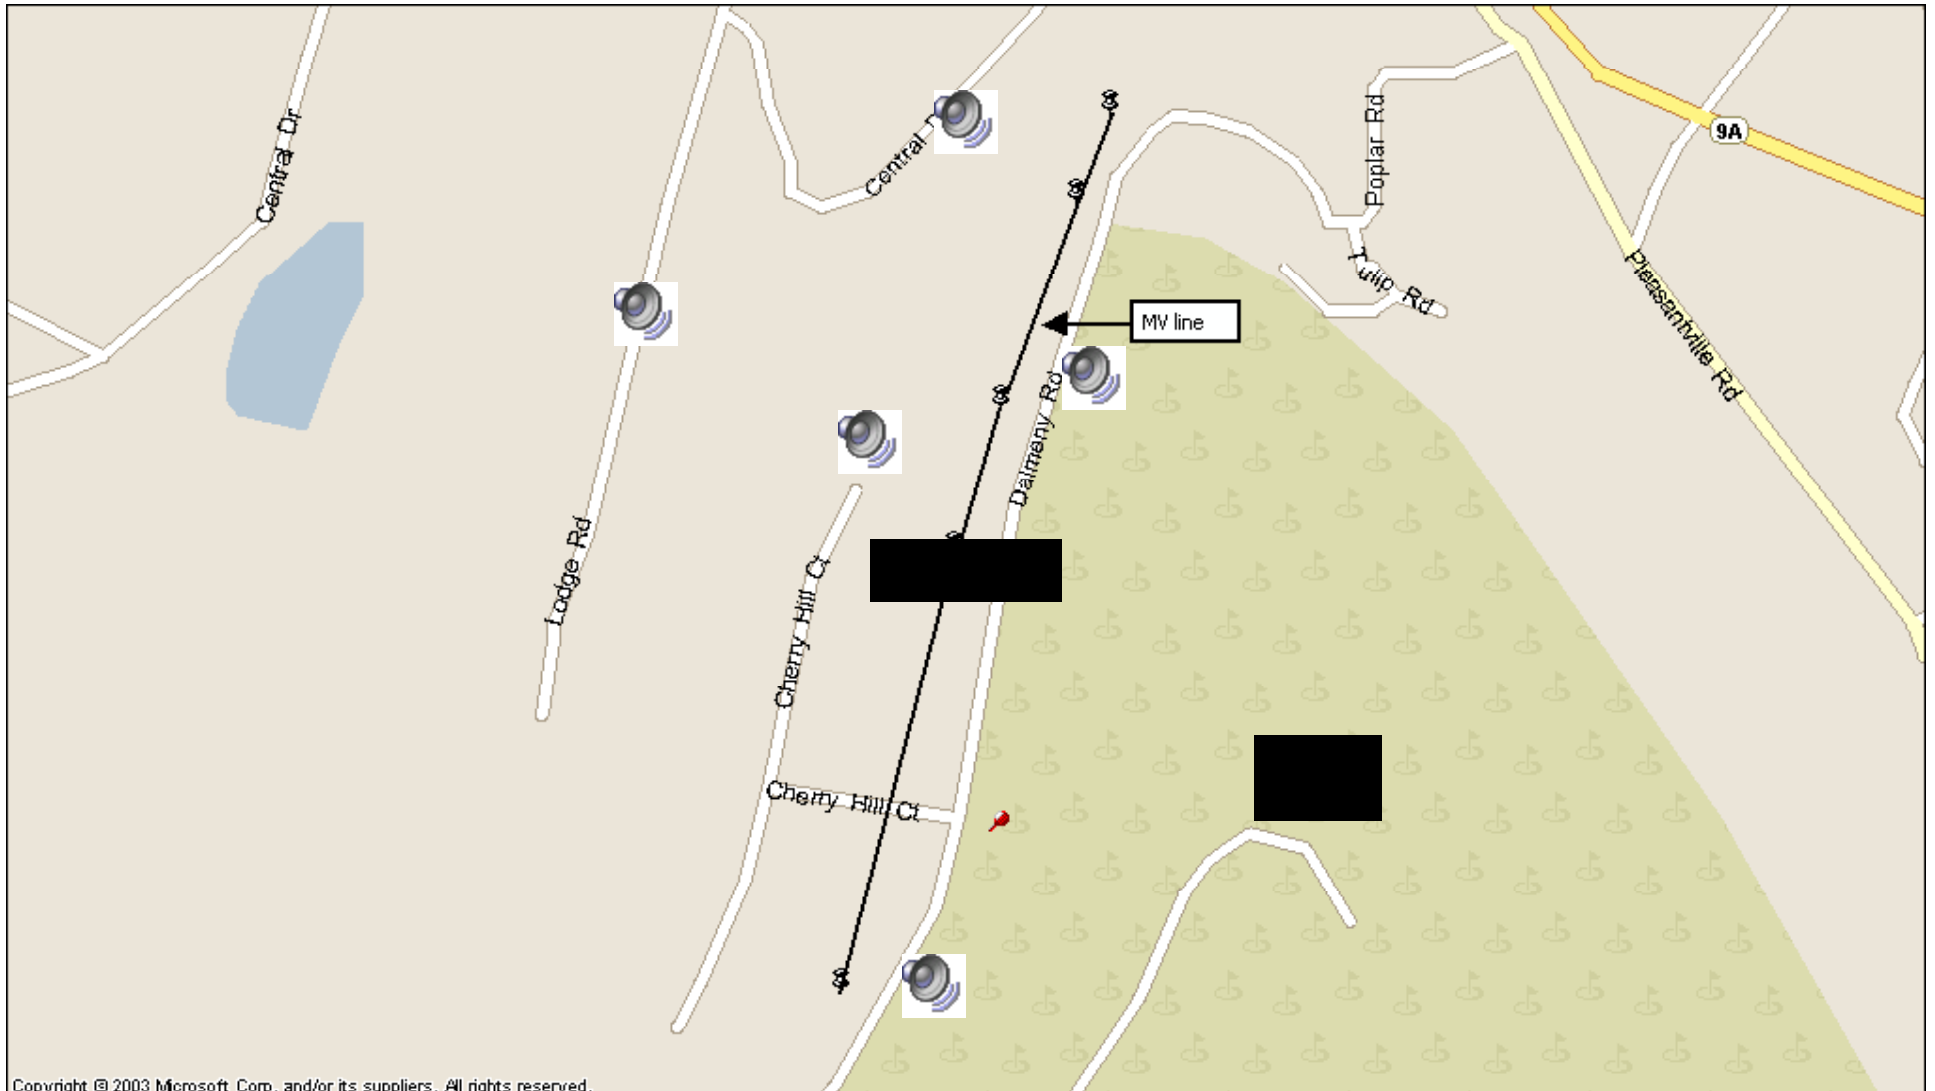 Central Dr
Central
Poplar Rd
9A
Tulip Rd
Pleasantville Rd
MV line
Dalmeny Rd
Lodge Rd
Cherry Hill Ct
Cherry Hill Ct
Copyright © 2003 Microsoft Corp. and/or its suppliers. All rights reserved.